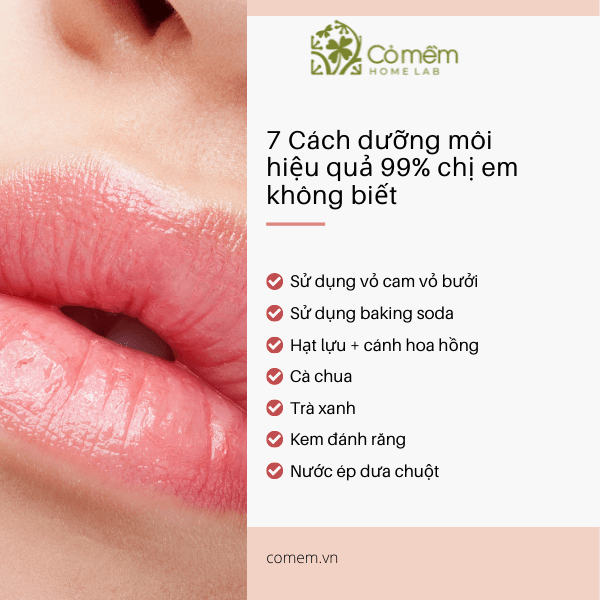 Cỏ mềm
HOME LAB
7 Cách dưỡng môi
hiệu quả 99% chị em
không biết
Sử dụng vỏ cam vỏ bưởi
Sử dụng baking soda
Hạt lựu + cánh hoa hồng
Cà chua
Trà xanh
Kem đánh răng
Nước ép dưa chuột
comem.vn